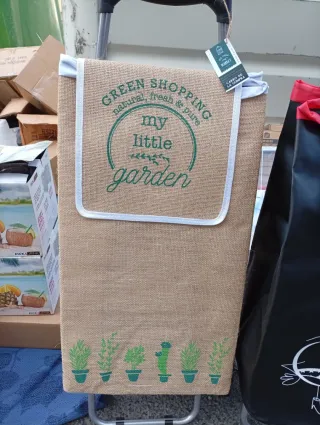 GREEN SHOPPING
natural, fresh & pure
my
little
garden